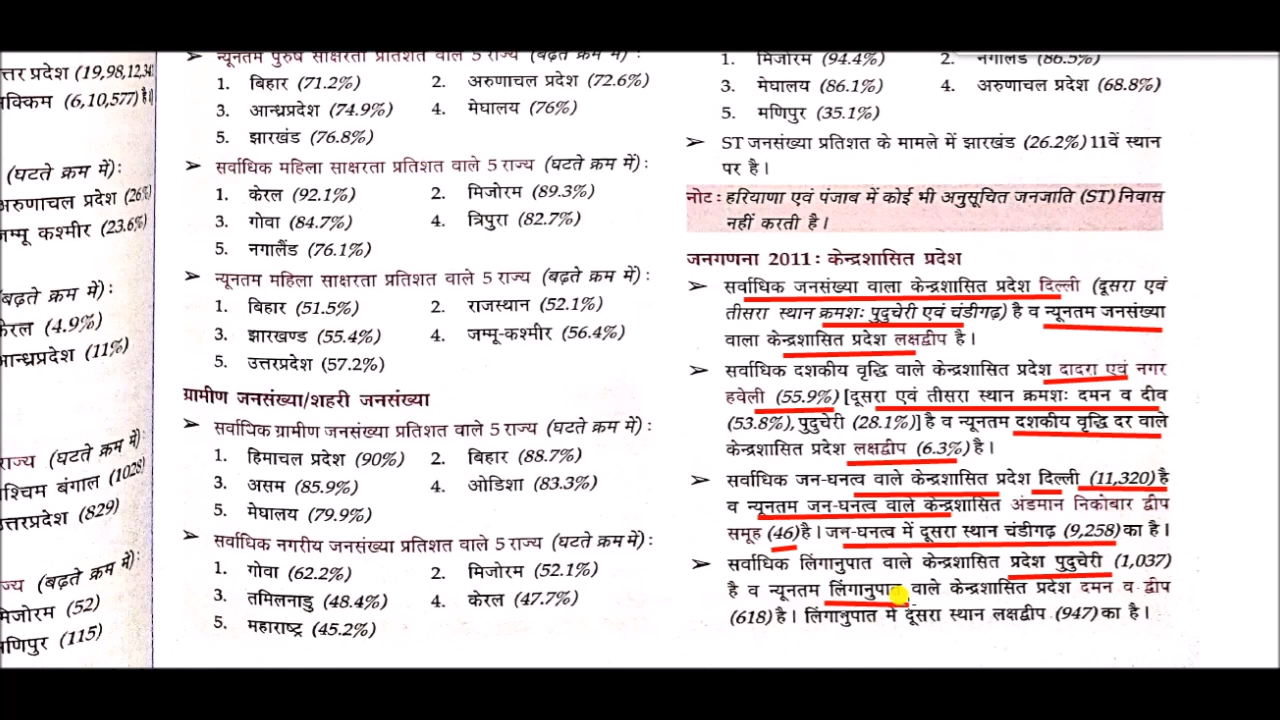 त्तर प्रदेश (19,98,12,34
क्किम (6,10,577) है।
(घटते क्रम में) :
अरुणाचल प्रदेश (26%)
जम्मू कश्मीर (23.6%)
बढ़ते क्रम में) :
केरल (4.9%)
आन्ध्रप्रदेश (11%)
राज्य (घटते क्रम में) :
श्चिम बंगाल (1028)
उत्तरप्रदेश (829)
ज्य (बढ़ते क्रम में) :
मिजोरम (52)
मणिपुर (115)
➢ न्यूनतम पुरुष साक्षरता प्रतिशत वाले 5 राज्य (बढ़ते क्रम में) :
1. बिहार (71.2%) 2. अरुणाचल प्रदेश (72.6%)
3. आन्ध्रप्रदेश (74.9%) 4. मेघालय (76%)
5. झारखंड (76.8%)
➢ सर्वाधिक महिला साक्षरता प्रतिशत वाले 5 राज्य (घटते क्रम में) :
1. केरल (92.1%) 2. मिजोरम (89.3%)
3. गोवा (84.7%) 4. त्रिपुरा (82.7%)
5. नगालैंड (76.1%)
➢ न्यूनतम महिला साक्षरता प्रतिशत वाले 5 राज्य (बढ़ते क्रम में) :
1. बिहार (51.5%) 2. राजस्थान (52.1%)
3. झारखण्ड (55.4%) 4. जम्मू-कश्मीर (56.4%)
5. उत्तरप्रदेश (57.2%)
ग्रामीण जनसंख्या/शहरी जनसंख्या
➢ सर्वाधिक ग्रामीण जनसंख्या प्रतिशत वाले 5 राज्य (घटते क्रम में) :
1. हिमाचल प्रदेश (90%) 2. बिहार (88.7%)
3. असम (85.9%) 4. ओडिशा (83.3%)
5. मेघालय (79.9%)
➢ सर्वाधिक नगरीय जनसंख्या प्रतिशत वाले 5 राज्य (घटते क्रम में) :
1. गोवा (62.2%) 2. मिजोरम (52.1%)
3. तमिलनाडु (48.4%) 4. केरल (47.7%)
5. महाराष्ट्र (45.2%)
1. मिजोरम (94.4%) 2. नगालैंड (86.5%)
3. मेघालय (86.1%) 4. अरुणाचल प्रदेश (68.8%)
5. मणिपुर (35.1%)
➢ ST जनसंख्या प्रतिशत के मामले में झारखंड (26.2%) 11वें स्थान
पर है।
नोट : हरियाणा एवं पंजाब में कोई भी अनुसूचित जनजाति (ST) निवास
नहीं करती है।
जनगणना 2011 : केन्द्रशासित प्रदेश
➢ सर्वाधिक जनसंख्या वाला केन्द्रशासित प्रदेश दिल्ली (दूसरा एवं
तीसरा स्थान क्रमशः पुदुचेरी एवं चंडीगढ़) है व न्यूनतम जनसंख्या
वाला केन्द्रशासित प्रदेश लक्षद्वीप है।
➢ सर्वाधिक दशकीय वृद्धि वाले केन्द्रशासित प्रदेश दादरा एवं नगर
हवेली (55.9%) [दूसरा एवं तीसरा स्थान क्रमशः दमन व दीव
(53.8%), पुदुचेरी (28.1%)] है व न्यूनतम दशकीय वृद्धि दर वाले
केन्द्रशासित प्रदेश लक्षद्वीप (6.3%) है।
➢ सर्वाधिक जन-घनत्व वाले केन्द्रशासित प्रदेश दिल्ली (11,320) है
व न्यूनतम जन-घनत्व वाले केन्द्रशासित अंडमान निकोबार द्वीप
समूह (46) है। जन-घनत्व में दूसरा स्थान चंडीगढ़ (9,258) का है।
➢ सर्वाधिक लिंगानुपात वाले केन्द्रशासित प्रदेश पुदुचेरी (1,037)
है व न्यूनतम लिंगानुपात वाले केन्द्रशासित प्रदेश दमन व द्वीप
(618) है। लिंगानुपात में दूसरा स्थान लक्षद्वीप (947) का है।